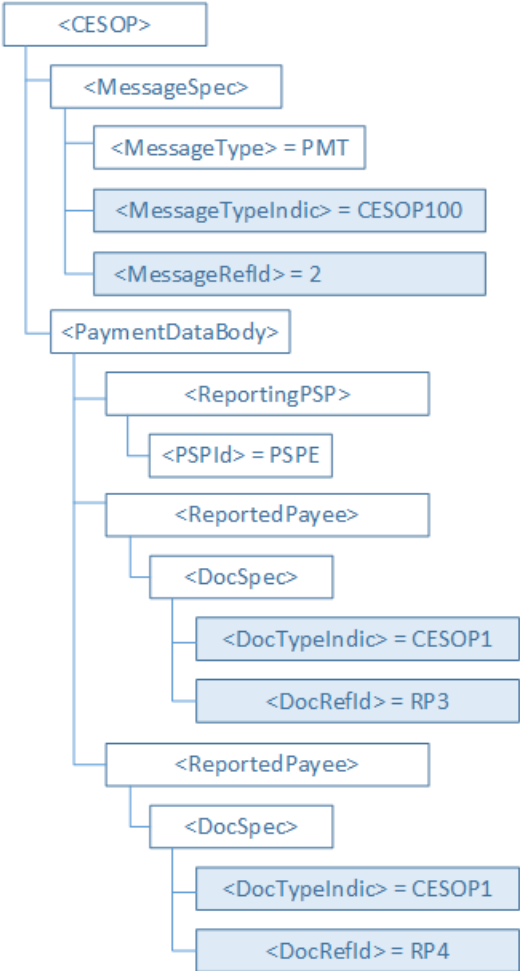 <CESOP>
<MessageSpec>
<MessageType> = PMT
<MessageTypeIndic> = CESOP100
<MessageRefId> = 2
<PaymentDataBody>
<ReportingPSP>
<PSPId> = PSPE
<ReportedPayee>
<DocSpec>
<DocTypeIndic> = CESOP1
<DocRefId> = RP3
<ReportedPayee>
<DocSpec>
<DocTypeIndic> = CESOP1
<DocRefId> = RP4